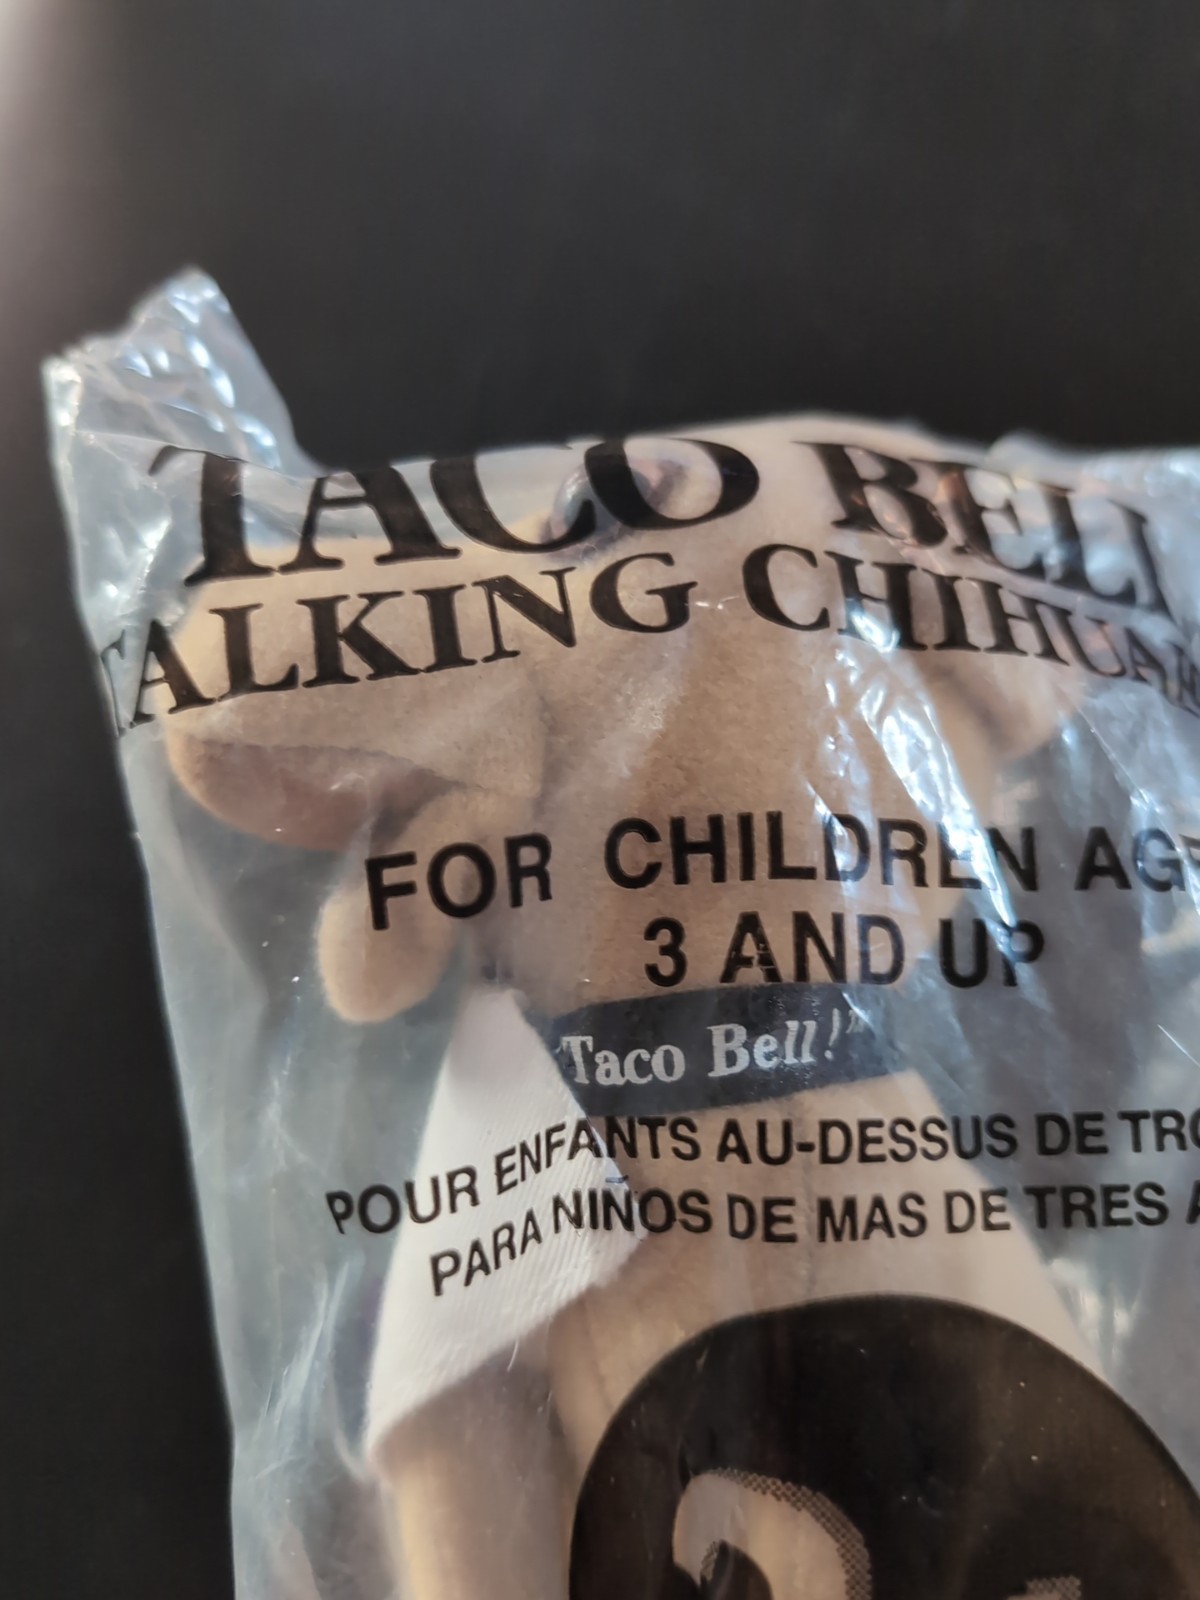 TACO BELL
TALKING CHIHUAH
FOR CHILDREN AGE
3 AND UP
"Taco Bell!"
POUR ENFANTS AU-DESSUS DE TRO
PARA NIÑOS DE MAS DE TRES A